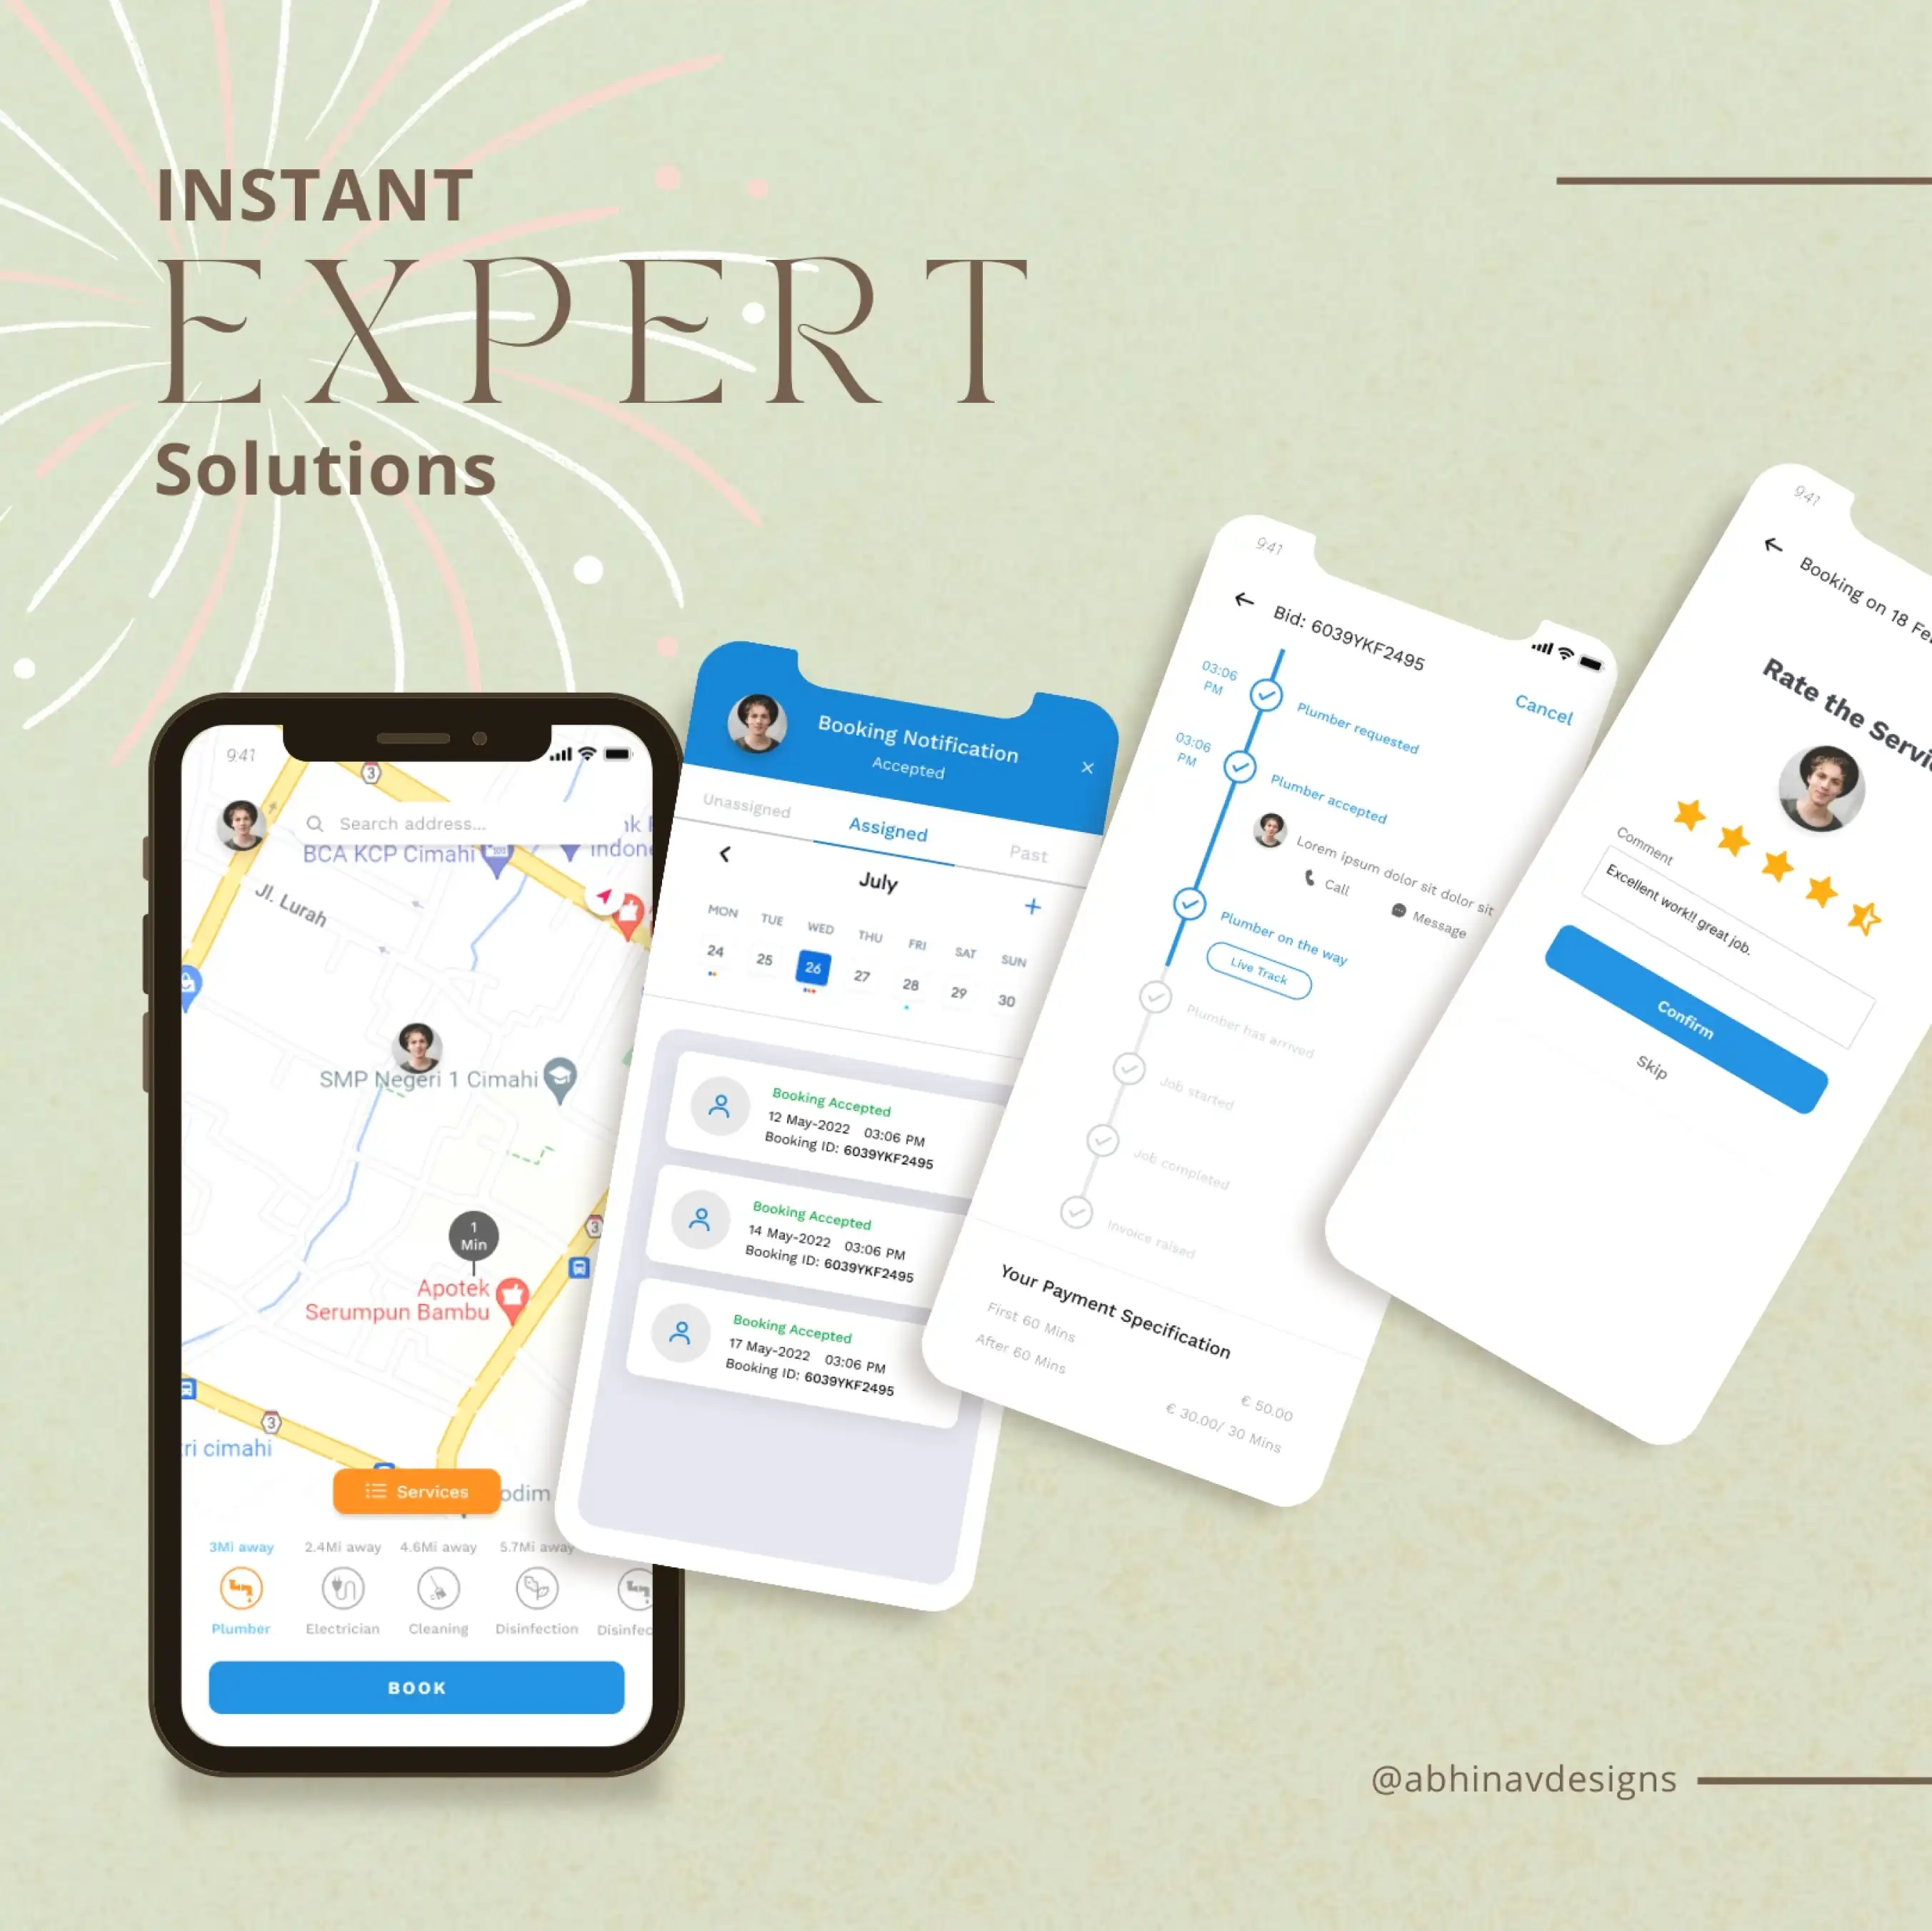 INSTANT
EXPERT
Solutions
9:41
Search address...
BCA KCP Cimahi
Indone
Jl. Lurah
3
SMP Negeri 1 Cimahi
1
Min
3
Apotek
Serumpun Bambu
3
tri cimahi
Services
odim
3Mi away
2.4Mi away
4.6Mi away
5.7Mi away
Plumber
Electrician
Cleaning
Disinfection
Disinfec
BOOK
Booking Notification
Accepted
Unassigned
Assigned
Past
July
MON TUE WED THU FRI SAT SUN
24 25 26 27 28 29 30
Booking Accepted
12 May-2022 03:06 PM
Booking ID: 6039YKF2495
Booking Accepted
14 May-2022 03:06 PM
Booking ID: 6039YKF2495
Booking Accepted
17 May-2022 03:06 PM
Booking ID: 6039YKF2495
9:41
Bid: 6039YKF2495
Cancel
03:06
PM
Plumber requested
03:06
PM
Plumber accepted
Lorem ipsum dolor sit dolor sit
Call
Message
Plumber on the way
Live Track
Plumber has arrived
Job started
Job completed
Invoice raised
Your Payment Specification
First 60 Mins
€ 50.00
After 60 Mins
€ 30.00/ 30 Mins
9:41
Booking on 18 Fe
Rate the Servi
Comment
Excellent work!! great job.
Confirm
Skip
@abhinavdesigns